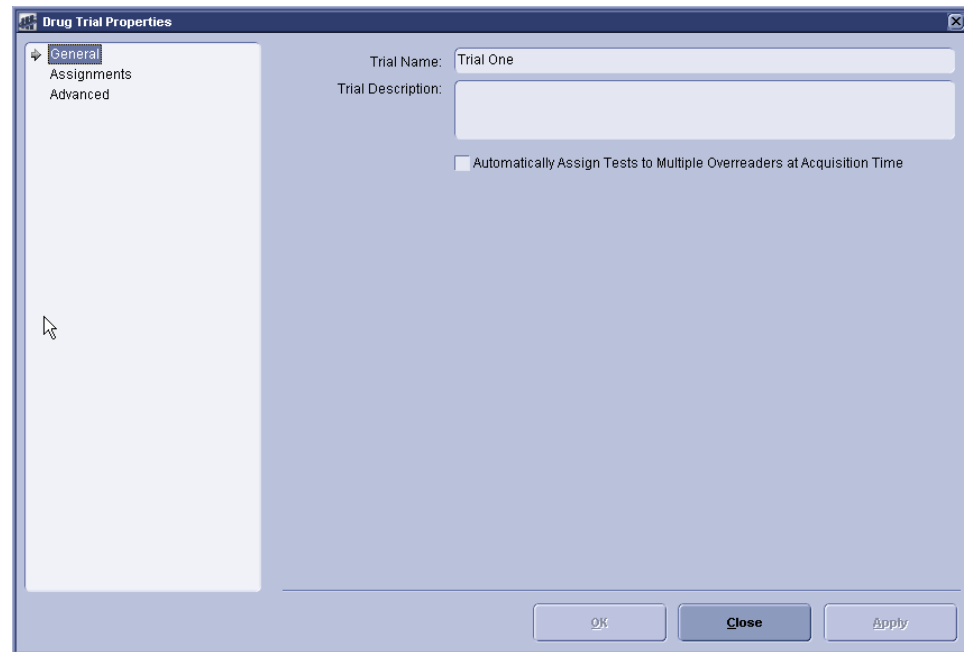 Drug Trial Properties
General
Assignments
Advanced
Trial Name: Trial One
Trial Description:
Automatically Assign Tests to Multiple Overreaders at Acquisition Time
OK Close Apply